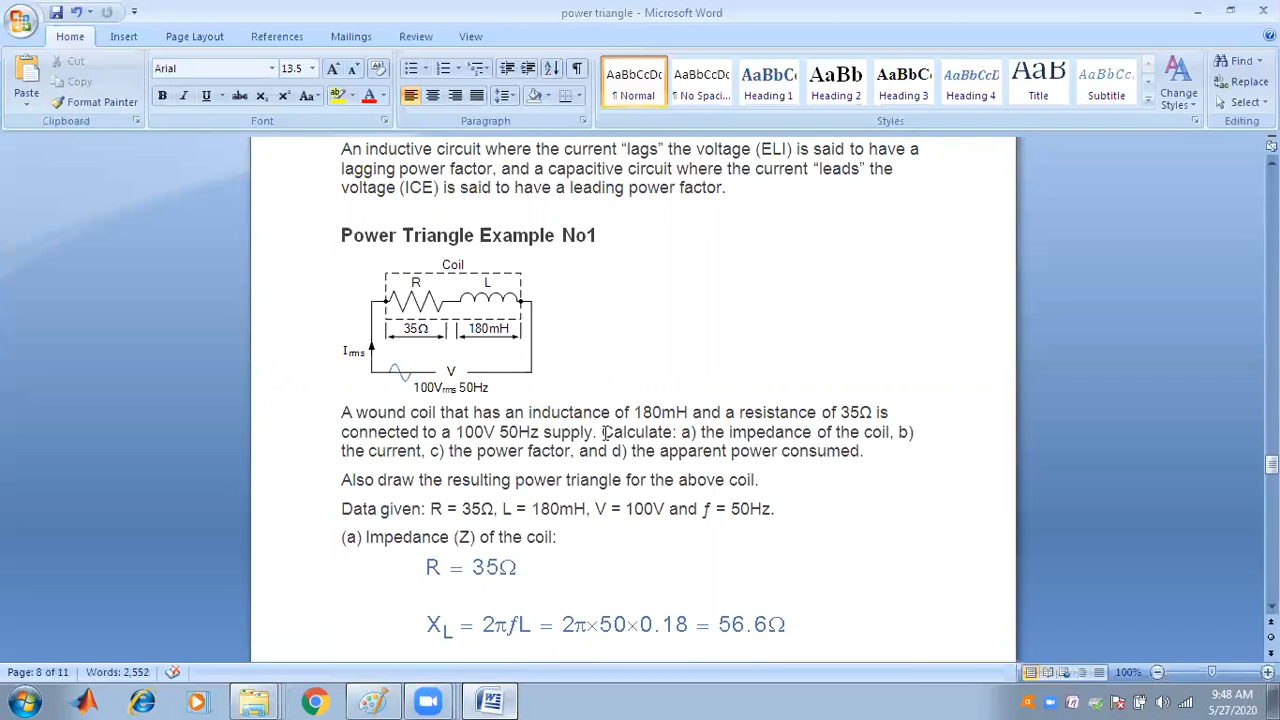 power triangle - Microsoft Word
Home Insert Page Layout References Mailings Review View
Paste
Cut
Copy
Format Painter
Clipboard
Arial 13.5
B I U abc X₂ X² Aa
Font
Paragraph
AaBbCcDc AaBbCcDc AaBbC AaBb AaBbC AaBbCcD AaB AaBbCcD
¶ Normal ¶ No Spaci... Heading 1 Heading 2 Heading 3 Heading 4 Title Subtitle
Styles
Change Styles
Find
Replace
Select
Editing
An inductive circuit where the current “lags” the voltage (ELI) is said to have a
lagging power factor, and a capacitive circuit where the current “leads” the
voltage (ICE) is said to have a leading power factor.
Power Triangle Example No1
Coil
R L
35Ω 180mH
Irms
V
100Vrms 50Hz
A wound coil that has an inductance of 180mH and a resistance of 35Ω is
connected to a 100V 50Hz supply. Calculate: a) the impedance of the coil, b)
the current, c) the power factor, and d) the apparent power consumed.
Also draw the resulting power triangle for the above coil.
Data given: R = 35Ω, L = 180mH, V = 100V and ƒ = 50Hz.
(a) Impedance (Z) of the coil:
R = 35Ω
XL = 2πƒL = 2π×50×0.18 = 56.6Ω
Page: 8 of 11 Words: 2,552 100%
9:48 AM
5/27/2020